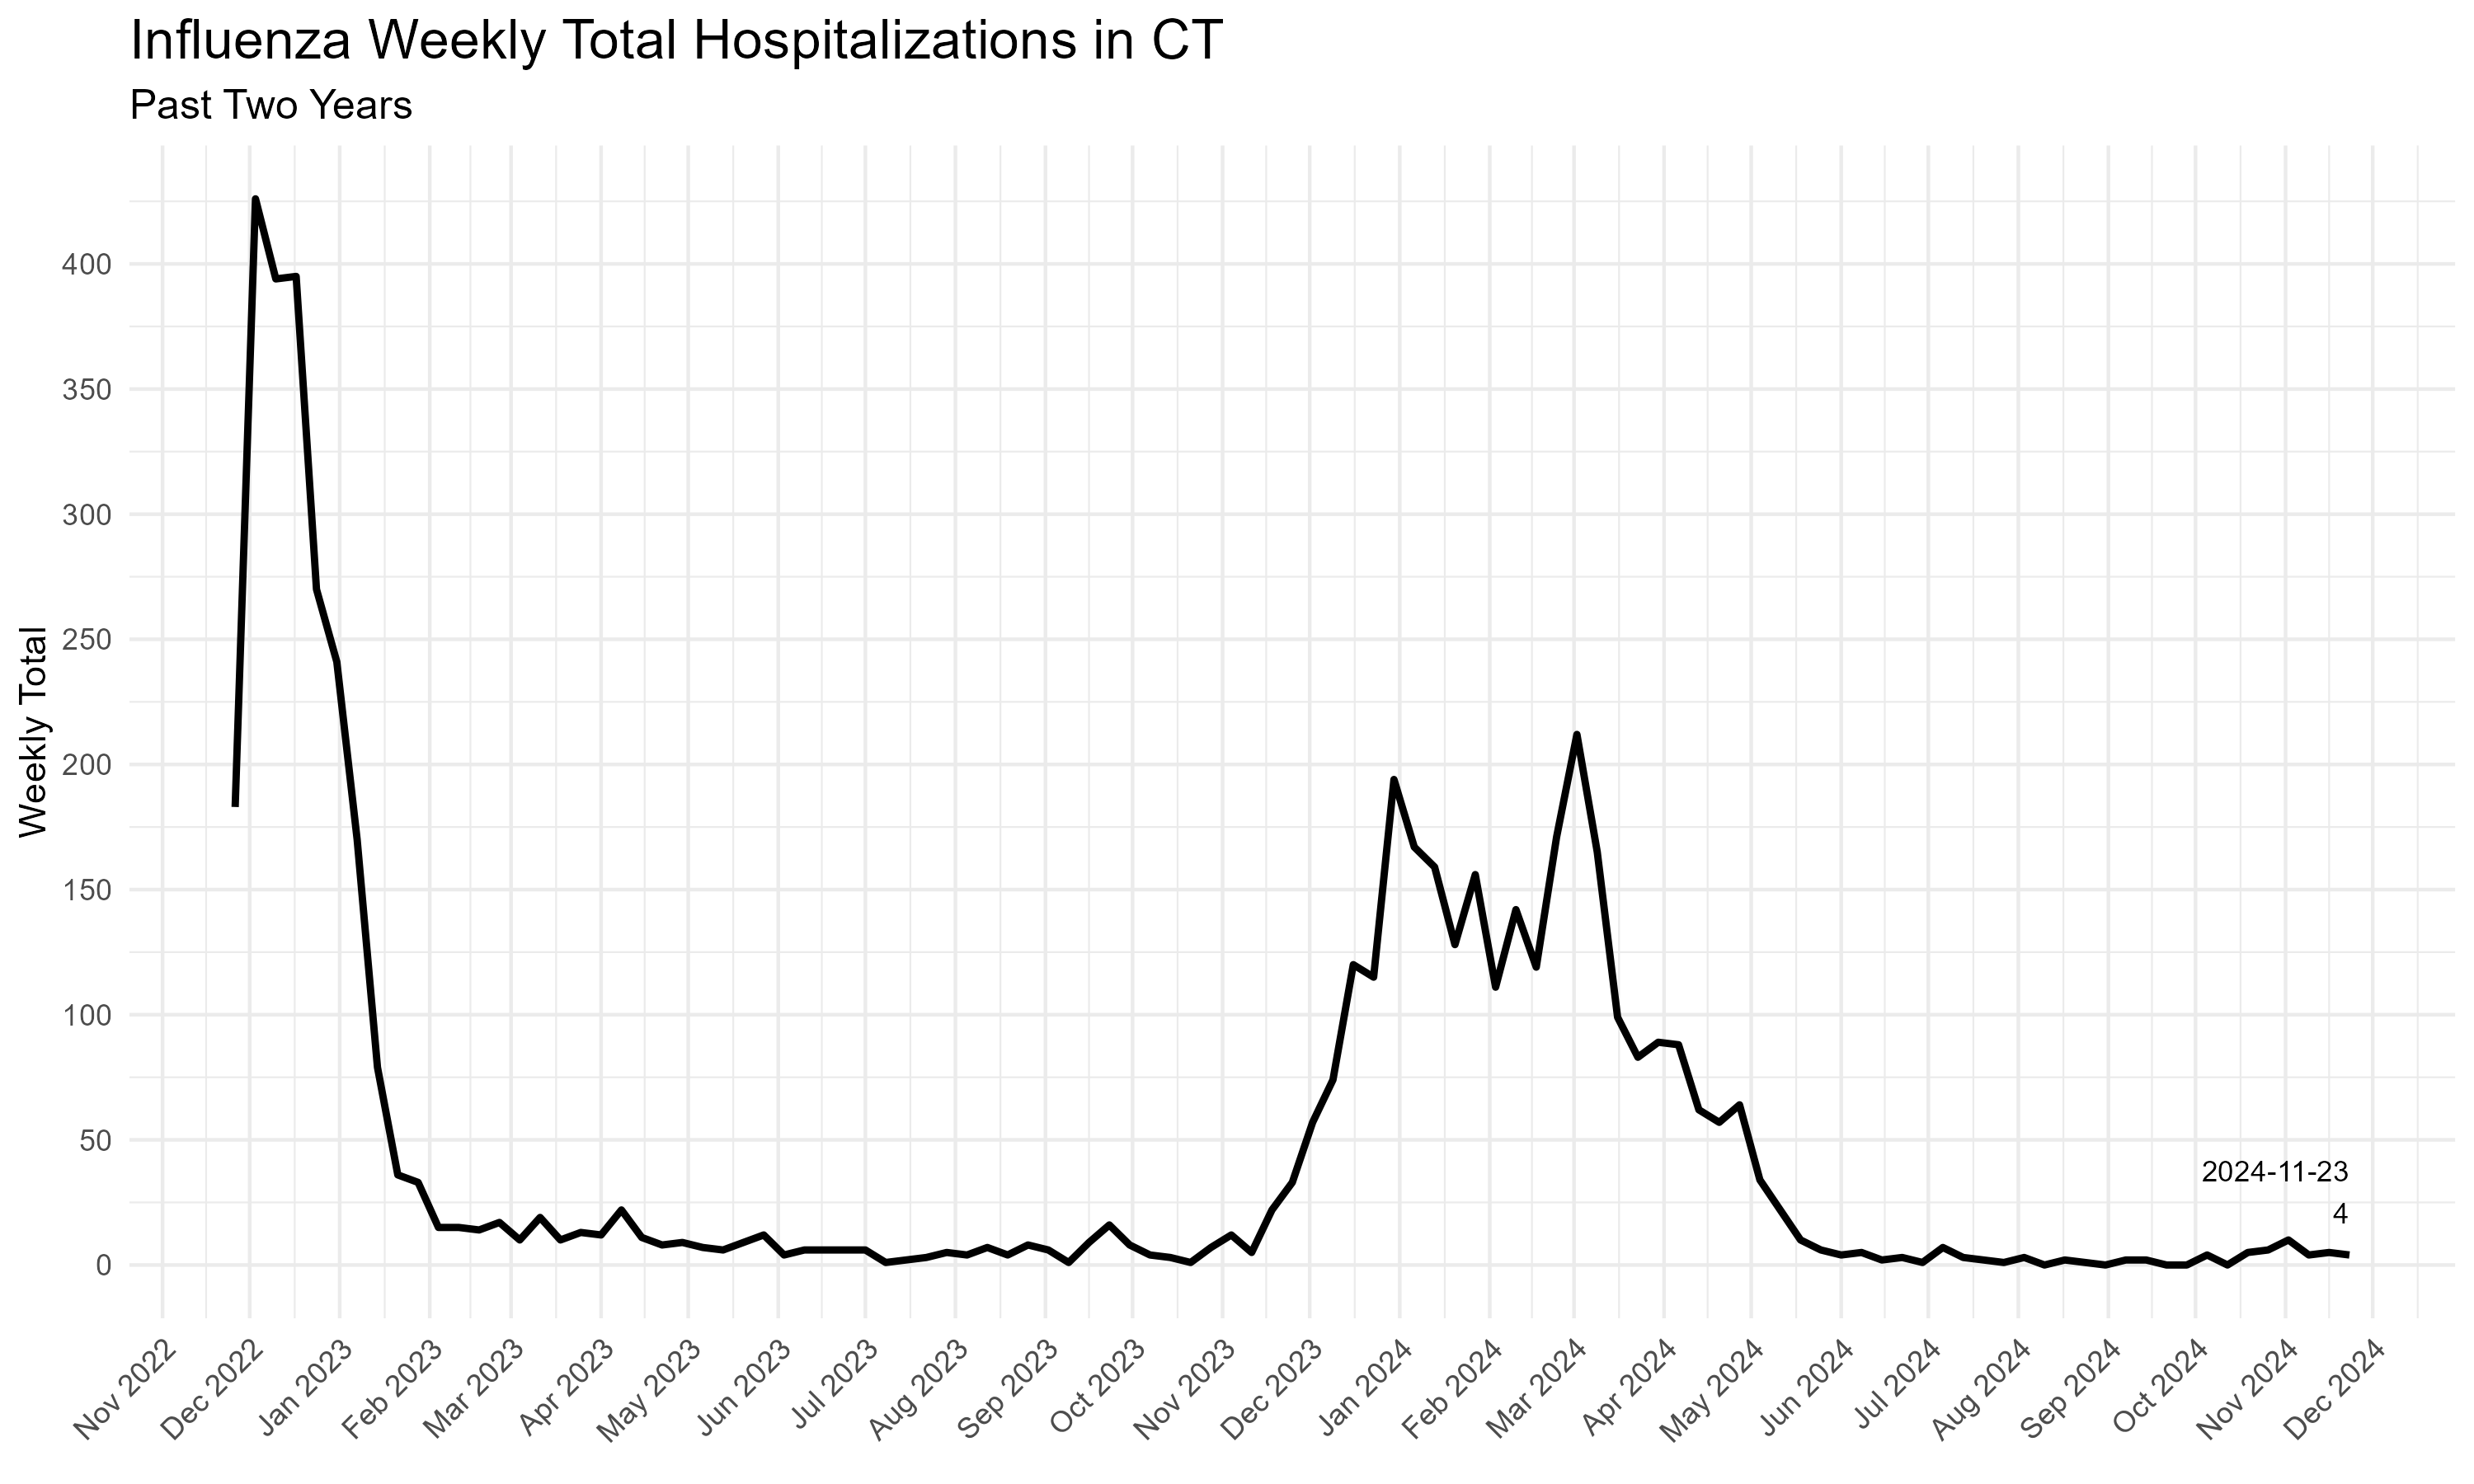 Influenza Weekly Total Hospitalizations in CT
Past Two Years
Weekly Total
400
350
300
250
200
150
100
50
0
2024-11-23
4
Nov 2022
Dec 2022
Jan 2023
Feb 2023
Mar 2023
Apr 2023
May 2023
Jun 2023
Jul 2023
Aug 2023
Sep 2023
Oct 2023
Nov 2023
Dec 2023
Jan 2024
Feb 2024
Mar 2024
Apr 2024
May 2024
Jun 2024
Jul 2024
Aug 2024
Sep 2024
Oct 2024
Nov 2024
Dec 2024